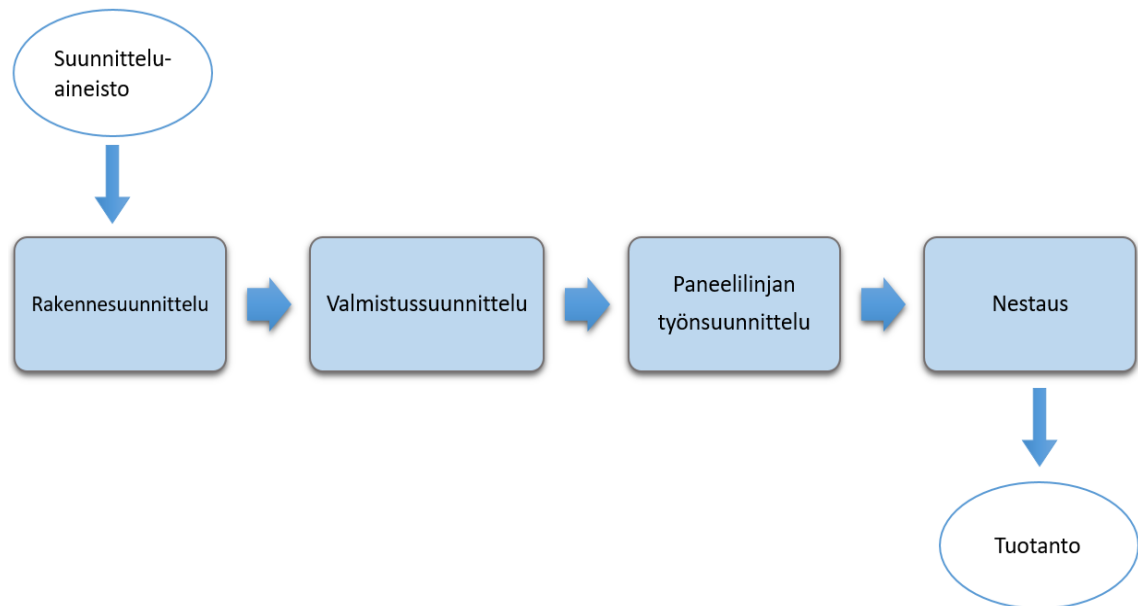 Suunnittelu-
aineisto
Rakennesuunnittelu
Valmistussuunnittelu
Paneelilinjan
työnsuunnittelu
Nestaus
Tuotanto